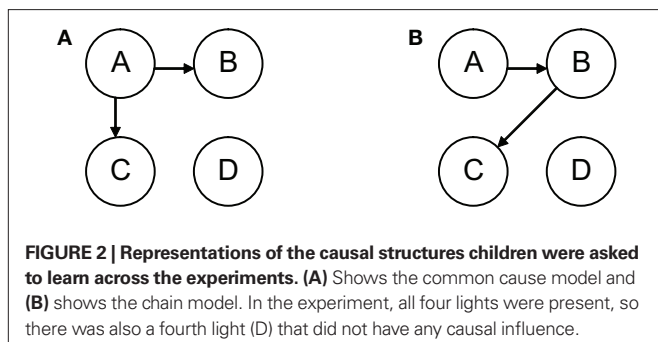 A
B
A
B
A
B
C
D
C
D
FIGURE 2 | Representations of the causal structures children were asked
to learn across the experiments. (A) Shows the common cause model and
(B) shows the chain model. In the experiment, all four lights were present, so
there was also a fourth light (D) that did not have any causal influence.